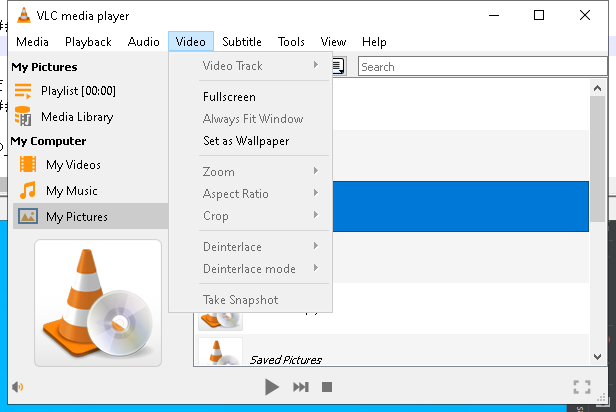 VLC media player
Media Playback Audio Video Subtitle Tools View Help
My Pictures
Playlist [00:00]
Media Library
My Computer
My Videos
My Music
My Pictures
Video Track
Fullscreen
Always Fit Window
Set as Wallpaper
Zoom
Aspect Ratio
Crop
Deinterlace
Deinterlace mode
Take Snapshot
Search
Saved Pictures